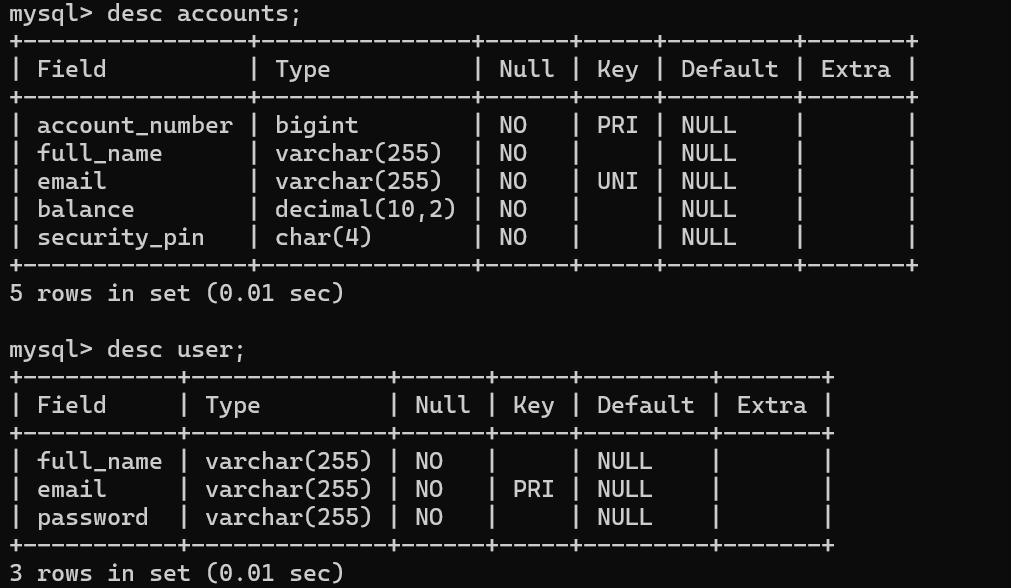 mysql> desc accounts;
+----------------+---------------+------+-----+---------+-------+
| Field          | Type          | Null | Key | Default | Extra |
+----------------+---------------+------+-----+---------+-------+
| account_number | bigint        | NO   | PRI | NULL    |       |
| full_name      | varchar(255)  | NO   |     | NULL    |       |
| email          | varchar(255)  | NO   | UNI | NULL    |       |
| balance        | decimal(10,2) | NO   |     | NULL    |       |
| security_pin   | char(4)       | NO   |     | NULL    |       |
+----------------+---------------+------+-----+---------+-------+
5 rows in set (0.01 sec)
mysql> desc user;
+-----------+--------------+------+-----+---------+-------+
| Field     | Type         | Null | Key | Default | Extra |
+-----------+--------------+------+-----+---------+-------+
| full_name | varchar(255) | NO   |     | NULL    |       |
| email     | varchar(255) | NO   | PRI | NULL    |       |
| password  | varchar(255) | NO   |     | NULL    |       |
+-----------+--------------+------+-----+---------+-------+
3 rows in set (0.01 sec)